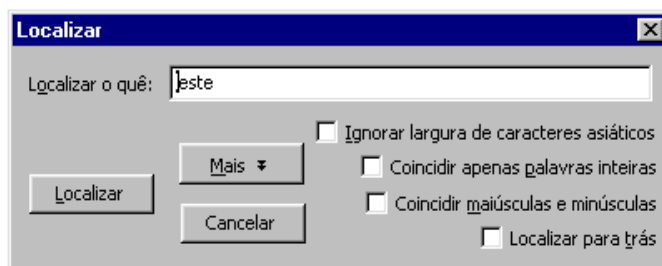 Localizar
Localizar o quê: este
Ignorar largura de caracteres asiáticos
Mais
Coincidir apenas palavras inteiras
Localizar
Coincidir maiúsculas e minúsculas
Cancelar
Localizar para trás